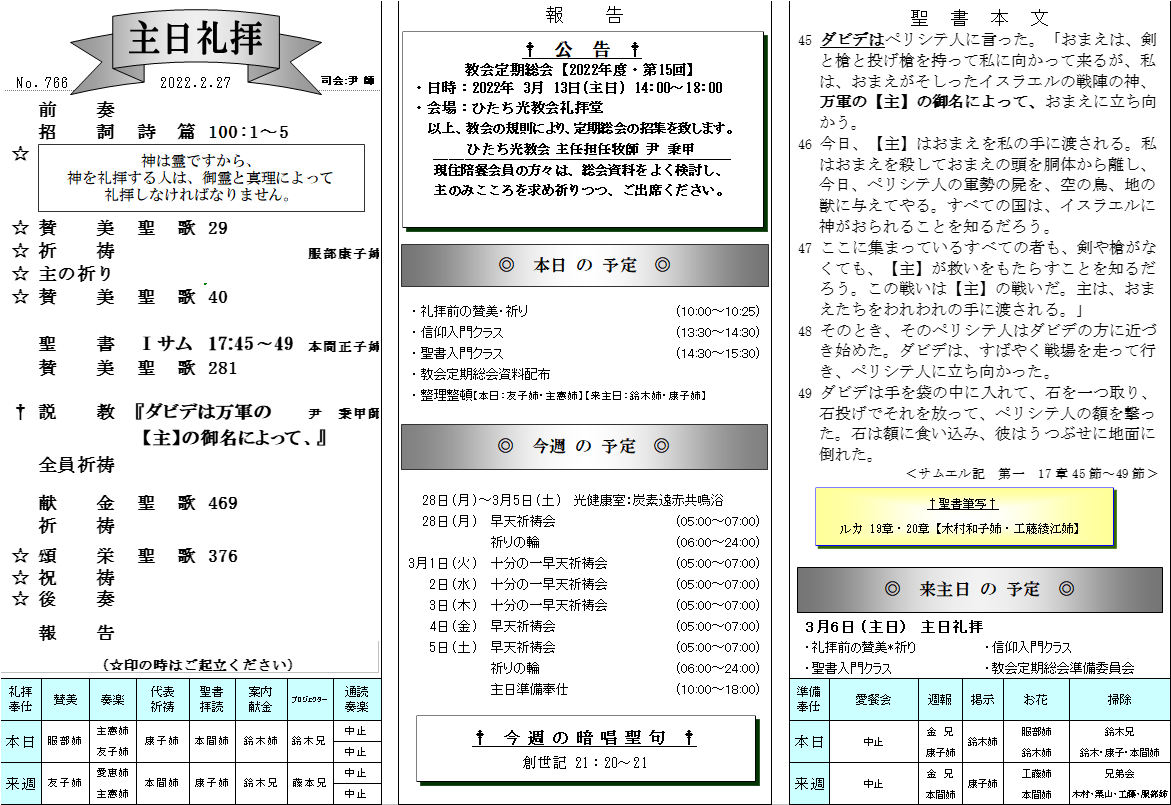 主日礼拝
No. 766
2022.2.27
司会:尹 師
前 奏
招 詞 詩 篇 100:1～5
☆
神は霊ですから、
神を礼拝する人は、御霊と真理によって
礼拝しなければなりません。
☆ 賛 美 聖 歌 29
☆ 祈 祷 服部康子姉
☆ 主の祈り
☆ 賛 美 聖 歌 40
聖 書 Ⅰサム 17:45～49 本間正子姉
賛 美 聖 歌 281
† 説 教 『ダビデは万軍の 尹 秉甲師
【主】の御名によって、』
全員祈祷
献 金 聖 歌 469
祈 祷
☆ 頌 栄 聖 歌 376
☆ 祝 祷
☆ 後 奏
報 告
（☆印の時はご起立ください）
礼拝奉仕 賛美 奏楽 代表祈祷 聖書拝読 案内献金 プロジェクター 通読奏楽
本日 服部姉 主憲姉 友子姉 康子姉 本間姉 鈴木姉 鈴木兄 中止 中止
来週 友子姉 愛恵姉 主憲姉 本間姉 康子姉 鈴木兄 藤本兄 中止 中止
報 告
† 公 告 †
教会定期総会【2022年度・第15回】
・日時：2022年 3月 13日(主日) 14:00～18:00
・会場：ひたち光教会礼拝堂
以上、教会の規則により、定期総会の招集を致します。
ひたち光教会 主任担任牧師 尹 秉甲
現住陪餐会員の方々は、総会資料をよく検討し、
主のみこころを求め祈りつつ、ご出席ください。
◎ 本日 の 予定 ◎
・礼拝前の賛美・祈り (10:00～10:25)
・信仰入門クラス (13:30～14:30)
・聖書入門クラス (14:30～15:30)
・教会定期総会資料配布
・整理整頓【本日：友子姉・主憲姉】【来主日：鈴木姉・康子姉】
◎ 今週 の 予定 ◎
28日(月)～3月5日(土) 光健康室：炭素遠赤共鳴浴
28日(月) 早天祈祷会 (05:00～07:00)
祈りの輪 (06:00～24:00)
3月1日(火) 十分の一早天祈祷会 (05:00～07:00)
2日(水) 十分の一早天祈祷会 (05:00～07:00)
3日(木) 十分の一早天祈祷会 (05:00～07:00)
4日(金) 早天祈祷会 (05:00～07:00)
5日(土) 早天祈祷会 (05:00～07:00)
祈りの輪 (06:00～24:00)
主日準備奉仕 (10:00～18:00)
† 今週の暗唱聖句 †
創世記 21：20～21
聖 書 本 文
45 ダビデはペリシテ人に言った。「おまえは、剣
と槍と投げ槍を持って私に向かって来るが、私
は、おまえがそしったイスラエルの戦陣の神、
万軍の【主】の御名によって、おまえに立ち向
かう。
46 今日、【主】はおまえを私の手に渡される。私
はおまえを殺しておまえの頭を胴体から離し、
今日、ペリシテ人の軍勢の屍を、空の鳥、地の
獣に与えてやる。すべての国は、イスラエルに
神がおられることを知るだろう。
47 ここに集まっているすべての者も、剣や槍がな
くても、【主】が救いをもたらすことを知るだ
ろう。この戦いは【主】の戦いだ。主は、おま
えたちをわれわれの手に渡される。」
48 そのとき、そのペリシテ人はダビデの方に近づ
き始めた。ダビデは、すばやく戦場を走って行
き、ペリシテ人に立ち向かった。
49 ダビデは手を袋の中に入れて、石を一つ取り、
石投げでそれを放って、ペリシテ人の額を撃っ
た。石は額に食い込み、彼はうつぶせに地面に
倒れた。
＜サムエル記 第一 17章45節～49節＞
†聖書筆写†
ルカ 19章・20章【木村和子姉・工藤綾江姉】
◎ 来主日 の 予定 ◎
3月6日（主日） 主日礼拝
・礼拝前の賛美*祈り ・信仰入門クラス
・聖書入門クラス ・教会定期総会準備委員会
準備奉仕 愛餐会 週報 掲示 お花 掃除
本日 中止 金 兄 康子姉 鈴木姉 服部姉 鈴木姉 鈴木兄 鈴木・康子・本間姉
来週 中止 金 兄 本間姉 康子姉 工藤姉 本間姉 兄弟会 木村・栗山・工藤・服部姉